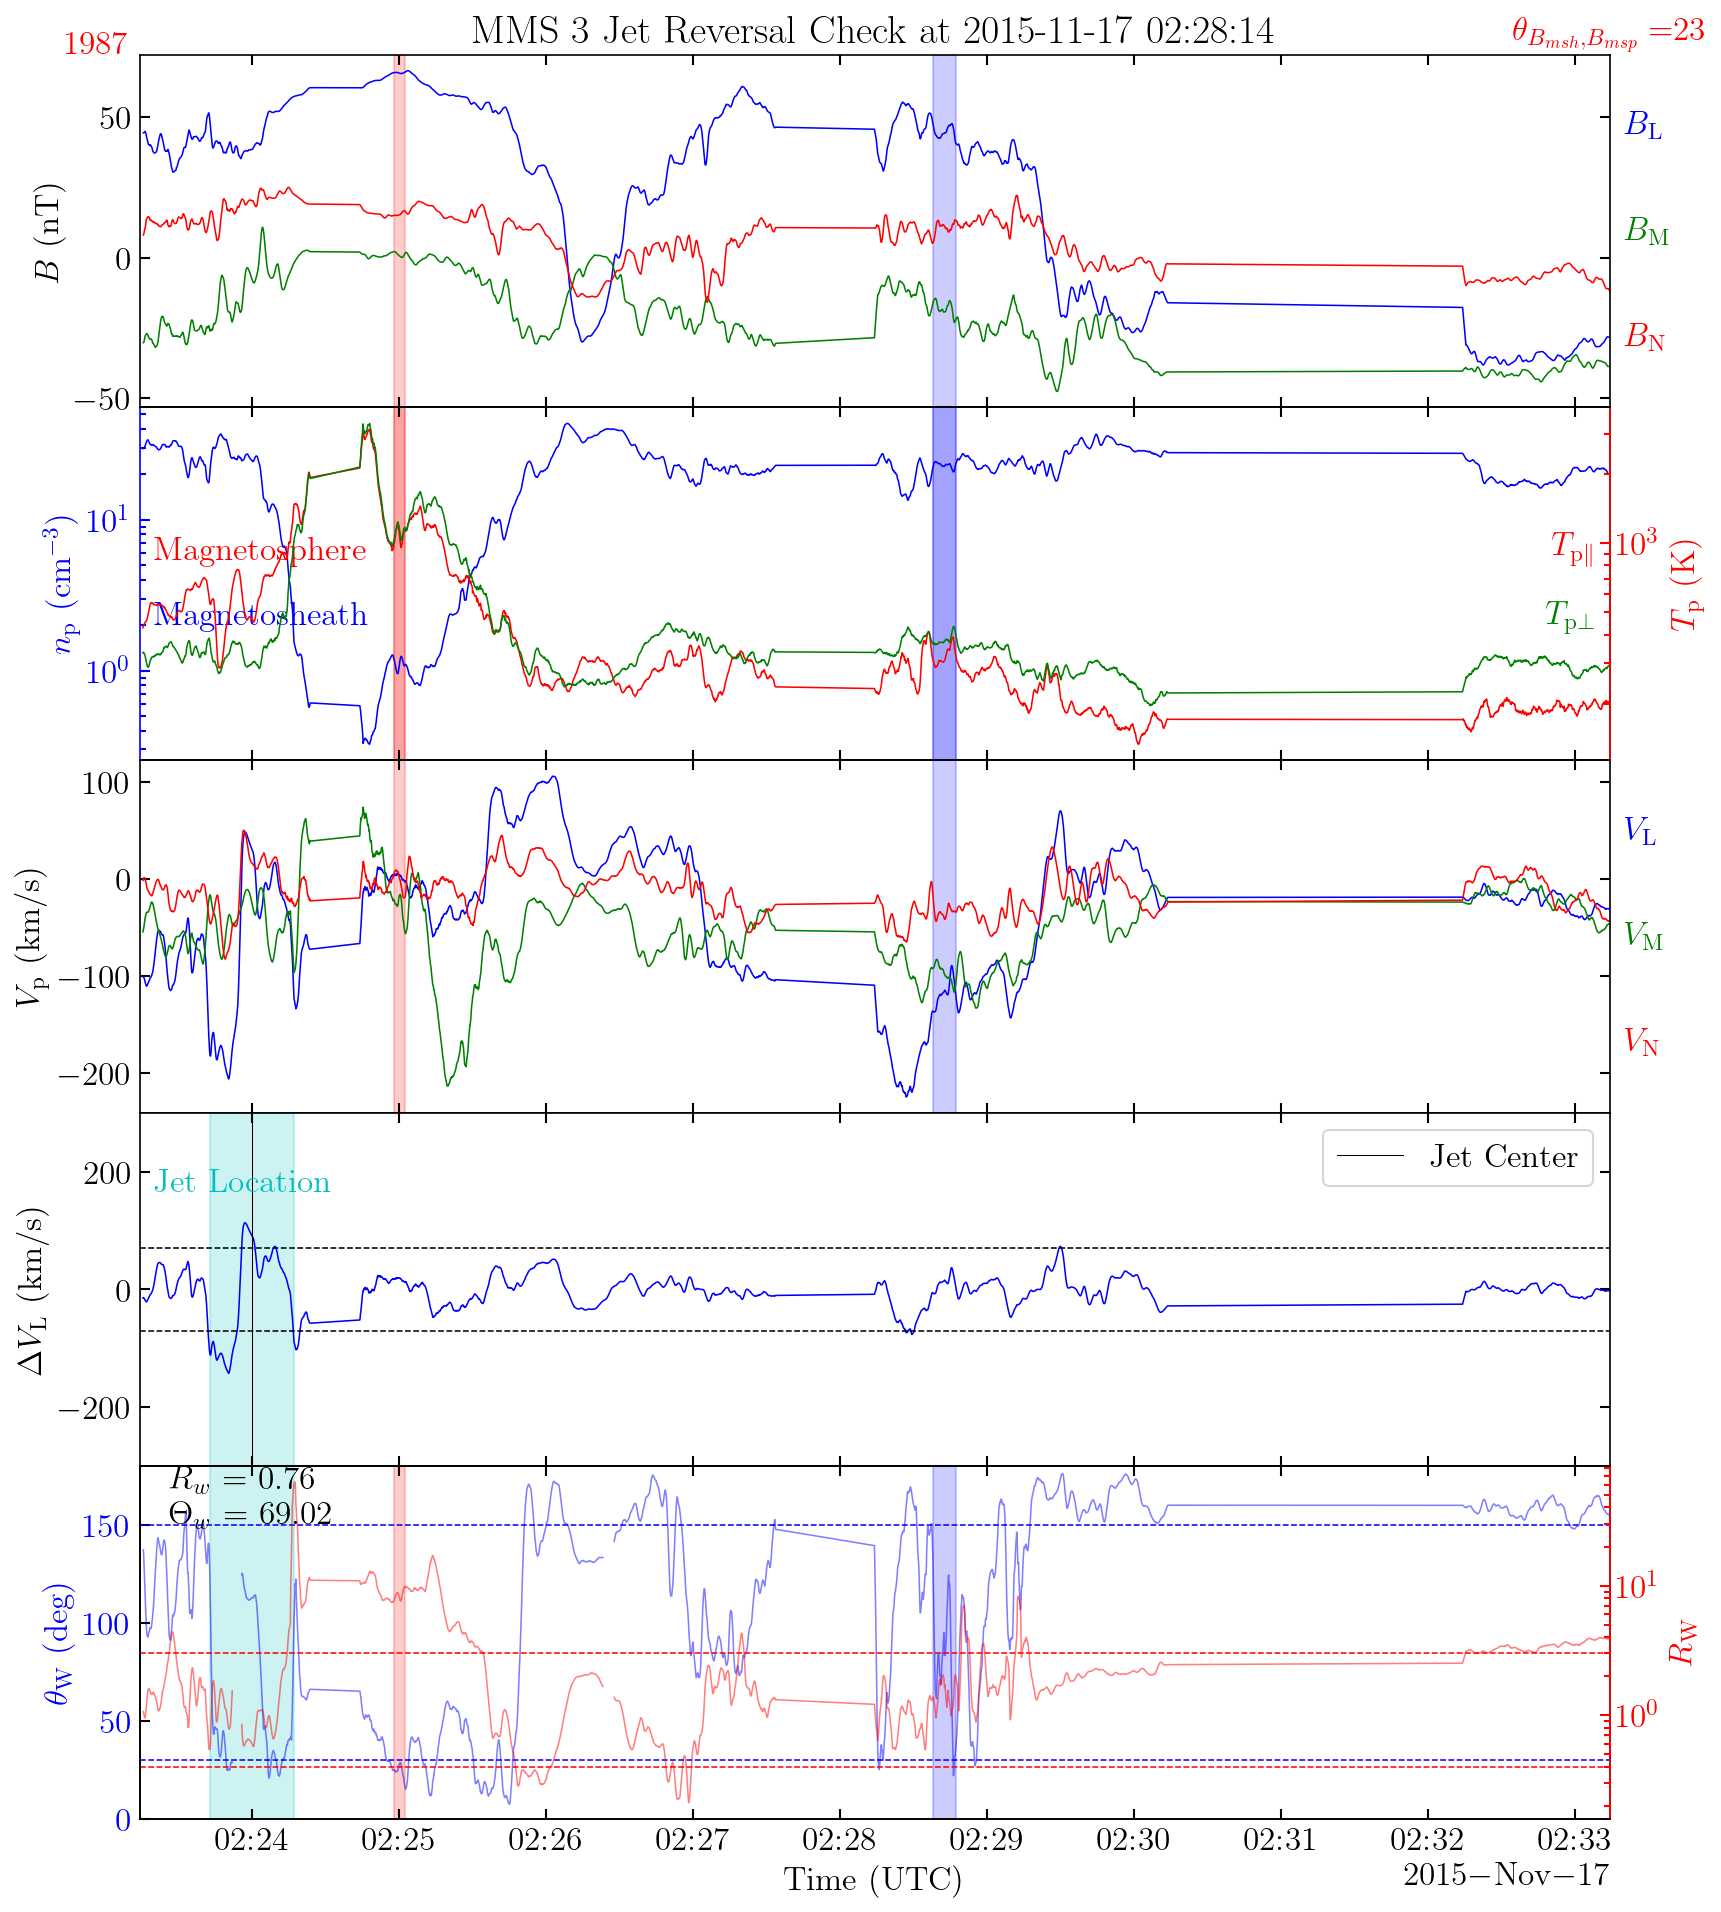 MMS 3 Jet Reversal Check at 2015-11-17 02:28:14
1987
θ_{B_{msh}, B_{msp}} =23
50
0
−50
B (nT)
B_L
B_M
B_N
10^1
10^0
n_p (cm^{−3})
Magnetosphere
Magnetosheath
T_{p∥}
T_{p⊥}
10^3
T_p (K)
100
0
−100
−200
V_p (km/s)
V_L
V_M
V_N
200
0
−200
ΔV_L (km/s)
Jet Location
Jet Center
R_w = 0.76
Θ_w = 69.02
150
100
50
0
θ_W (deg)
10^1
10^0
R_W
02:24 02:25 02:26 02:27 02:28 02:29 02:30 02:31 02:32 02:33
Time (UTC)
2015−Nov−17